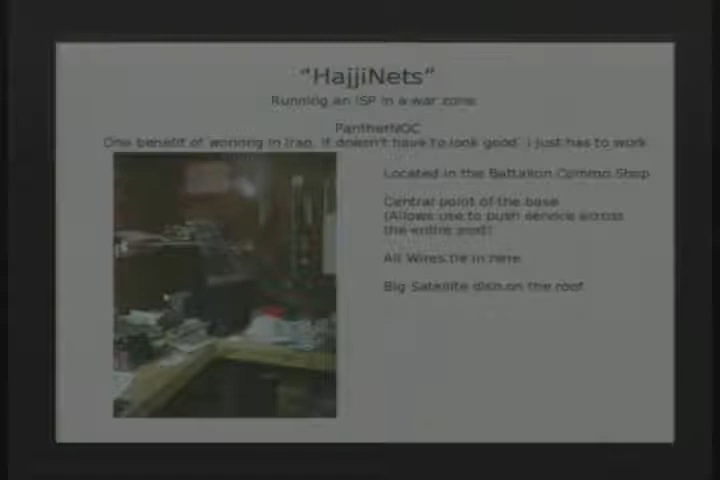 "HajjiNets"
Running an ISP in a war zone
PantherNOC
One benefit of working in Iraq, it doesn't have to look good, i just has to work
Located in the Battalion Commo Shop
Central point of the base
(Allows use to push service across
the entire post)
All Wires tie in here
Big Satellite dish on the roof